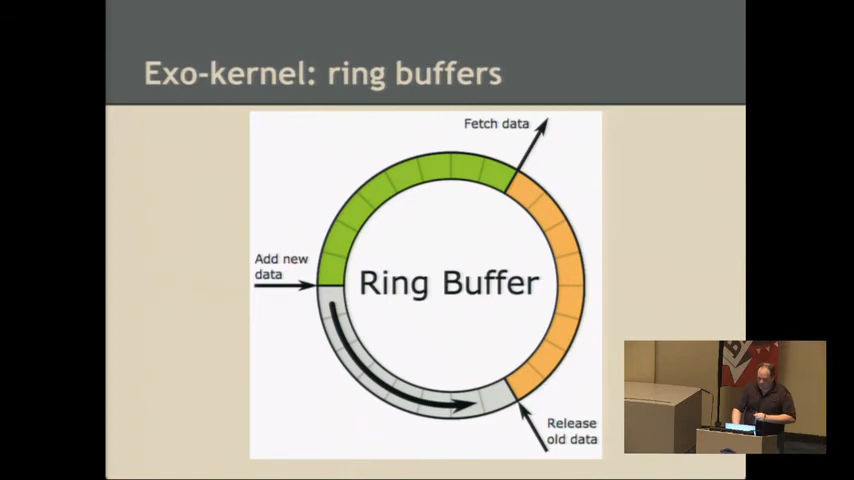 Exo-kernel: ring buffers
Fetch data
Add new
data
Ring Buffer
Release
old data